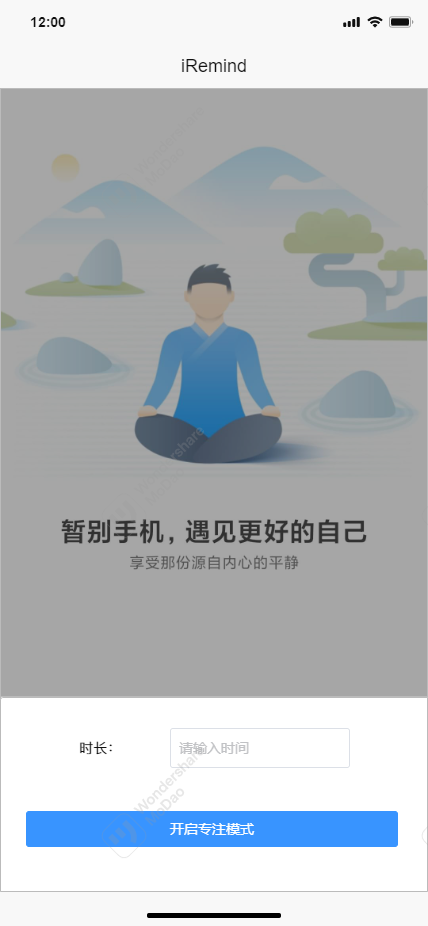 12:00
iRemind
暂别手机，遇见更好的自己
享受那份源自内心的平静
时长：
请输入时间
开启专注模式
Wondershare
MoDao